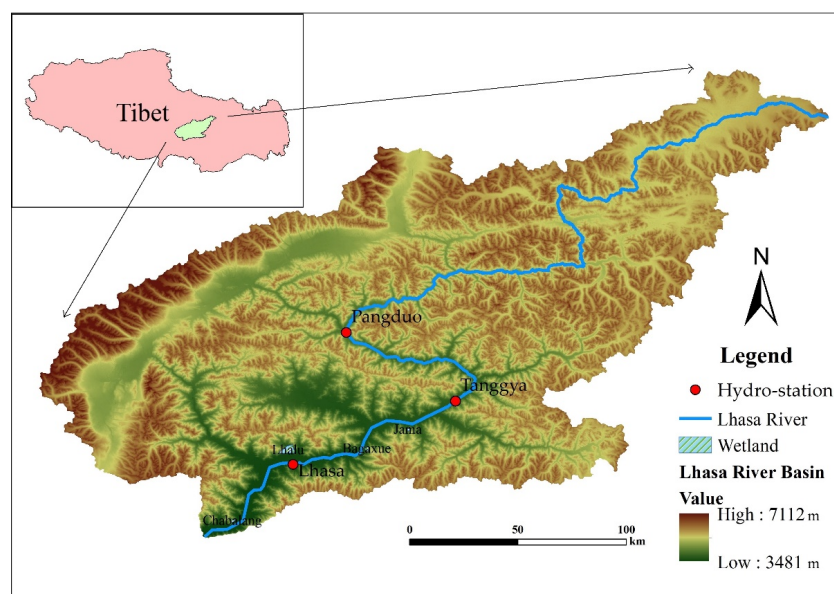 Tibet
N
Pangduo
Tanggya
Jama
Bagaxue
Lhalu
Lhasa
Chabalang
Legend
Hydro-station
Lhasa River
Wetland
Lhasa River Basin
Value
High : 7112 m
Low : 3481 m
0 50 100
km